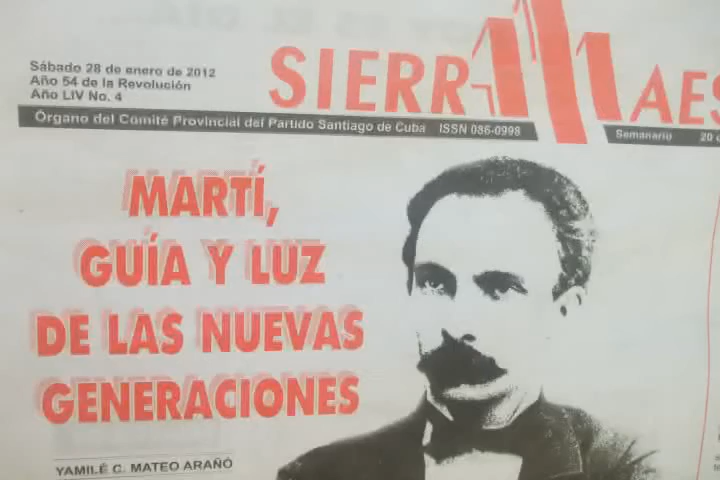 Sábado 28 de enero de 2012
Año 54 de la Revolución
Año LIV No. 4
SIERRA MAES
Órgano del Comité Provincial del Partido Santiago de Cuba ISSN 086-0998
Semanario 20 c
MARTÍ,
GUÍA Y LUZ
DE LAS NUEVAS
GENERACIONES
YAMILÉ C. MATEO ARAÑÓ